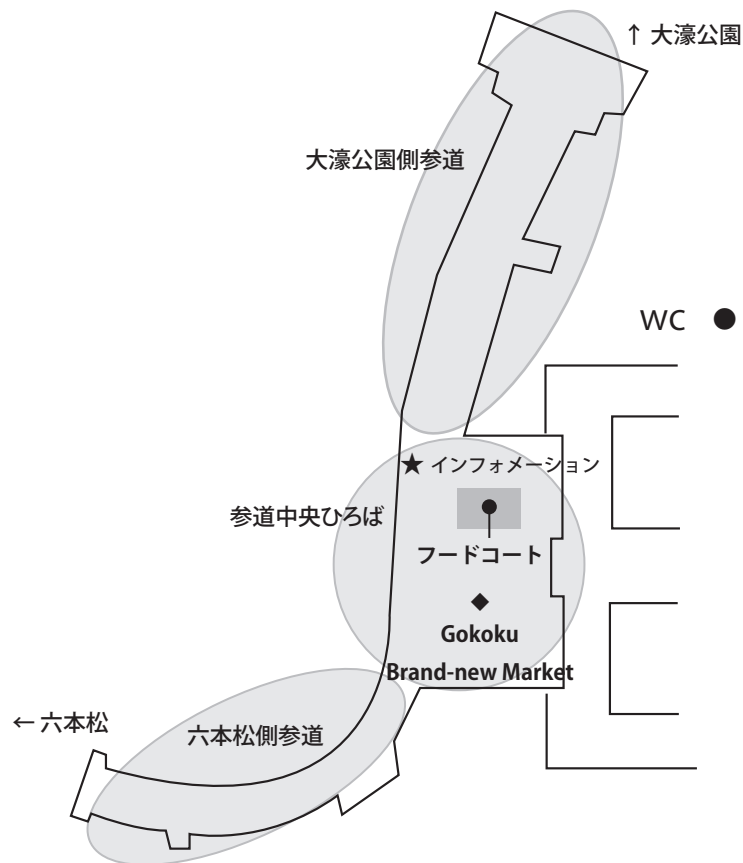 ↑ 大濠公園
大濠公園側参道
WC ●
★ インフォメーション
参道中央ひろば
フードコート
◆
Gokoku
Brand-new Market
← 六本松
六本松側参道